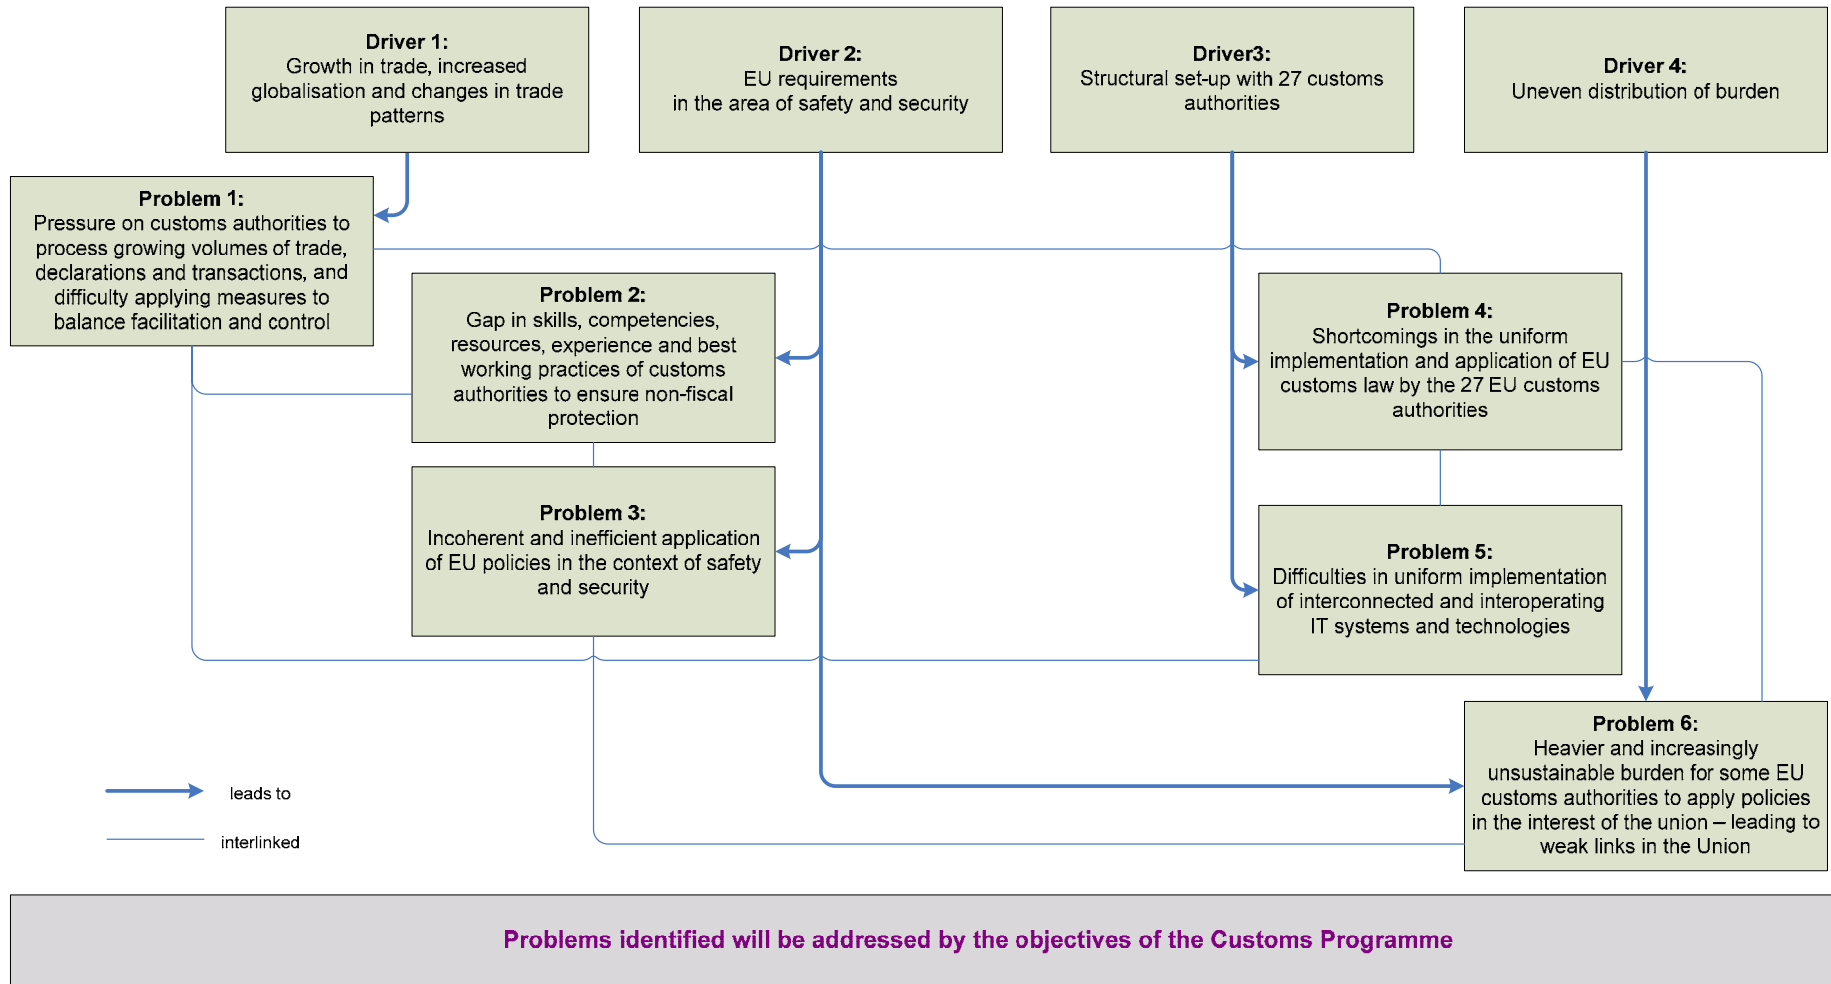 Driver 1:
Growth in trade, increased
globalisation and changes in trade
patterns
Driver 2:
EU requirements
in the area of safety and security
Driver3:
Structural set-up with 27 customs
authorities
Driver 4:
Uneven distribution of burden
Problem 1:
Pressure on customs authorities to
process growing volumes of trade,
declarations and transactions, and
difficulty applying measures to
balance facilitation and control
Problem 2:
Gap in skills, competencies,
resources, experience and best
working practices of customs
authorities to ensure non-fiscal
protection
Problem 4:
Shortcomings in the uniform
implementation and application of EU
customs law by the 27 EU customs
authorities
Problem 3:
Incoherent and inefficient application
of EU policies in the context of safety
and security
Problem 5:
Difficulties in uniform implementation
of interconnected and interoperating
IT systems and technologies
Problem 6:
Heavier and increasingly
unsustainable burden for some EU
customs authorities to apply policies
in the interest of the union – leading to
weak links in the Union
leads to
interlinked
Problems identified will be addressed by the objectives of the Customs Programme